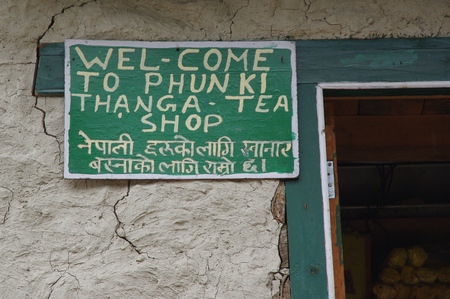 WEL-COME
TO PHUNKI
THANGA-TEA
SHOP
नेपाली हरुको लागि खानार
बस्नाको लागि राम्रो छ।